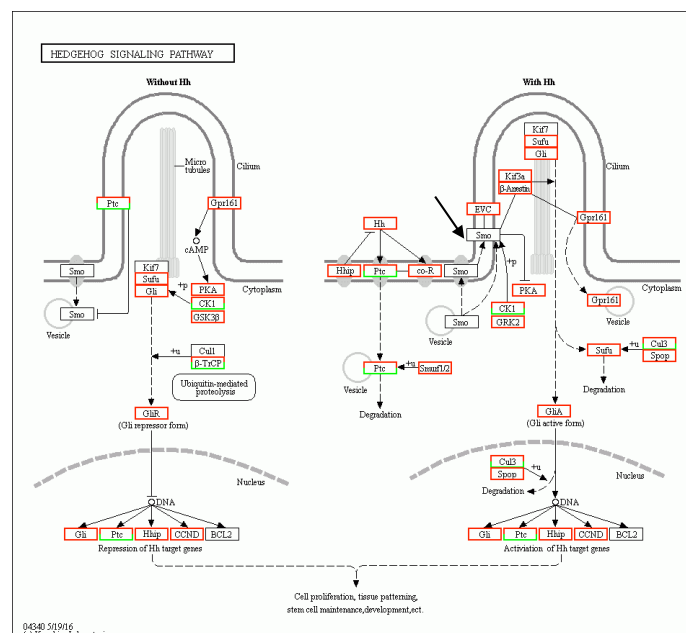 HEDGEHOG SIGNALING PATHWAY
Without Hh
With Hh
Micro
tubules
Cilium
Ptc
Gpr161
cAMP
Smo
Kif7
Sufu
Gli
+p
PKA
CK1
GSK3β
Cytoplasm
Smo
Vesicle
+u
Cul1
β-TrCP
Ubiquitin-mediated
proteolysis
GliR
(Gli repressor form)
Nucleus
DNA
Gli
Ptc
Hhip
CCND
BCL2
Repression of Hh target genes
Kif7
Sufu
Gli
Cilium
Kif3a
β-Arrestin
EVC
Gpr161
Hh
Smo
Hhip
Ptc
co-R
Smo
+p
PKA
Cytoplasm
Gpr161
Vesicle
CK1
GRK2
Smo
Vesicle
Ptc
+u
Smurf1/2
Vesicle
Degradation
Sufu
+u
Cul3
Spop
Degradation
GliA
(Gli active form)
Cul3
Spop
+u
Degradation
Nucleus
DNA
Gli
Ptc
Hhip
CCND
BCL2
Activiation of Hh target genes
Cell proliferation, tissue patterning,
stem cell maintenance,development,ect.
04340 5/19/16